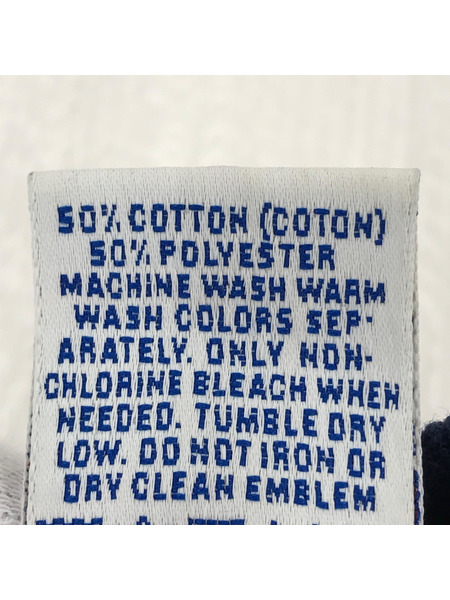 50% COTTON (COTON)
50% POLYESTER
MACHINE WASH WARM
WASH COLORS SEP-
ARATELY. ONLY NON-
CHLORINE BLEACH WHEN
NEEDED. TUMBLE DRY
LOW. DO NOT IRON OR
DRY CLEAN EMBLEM